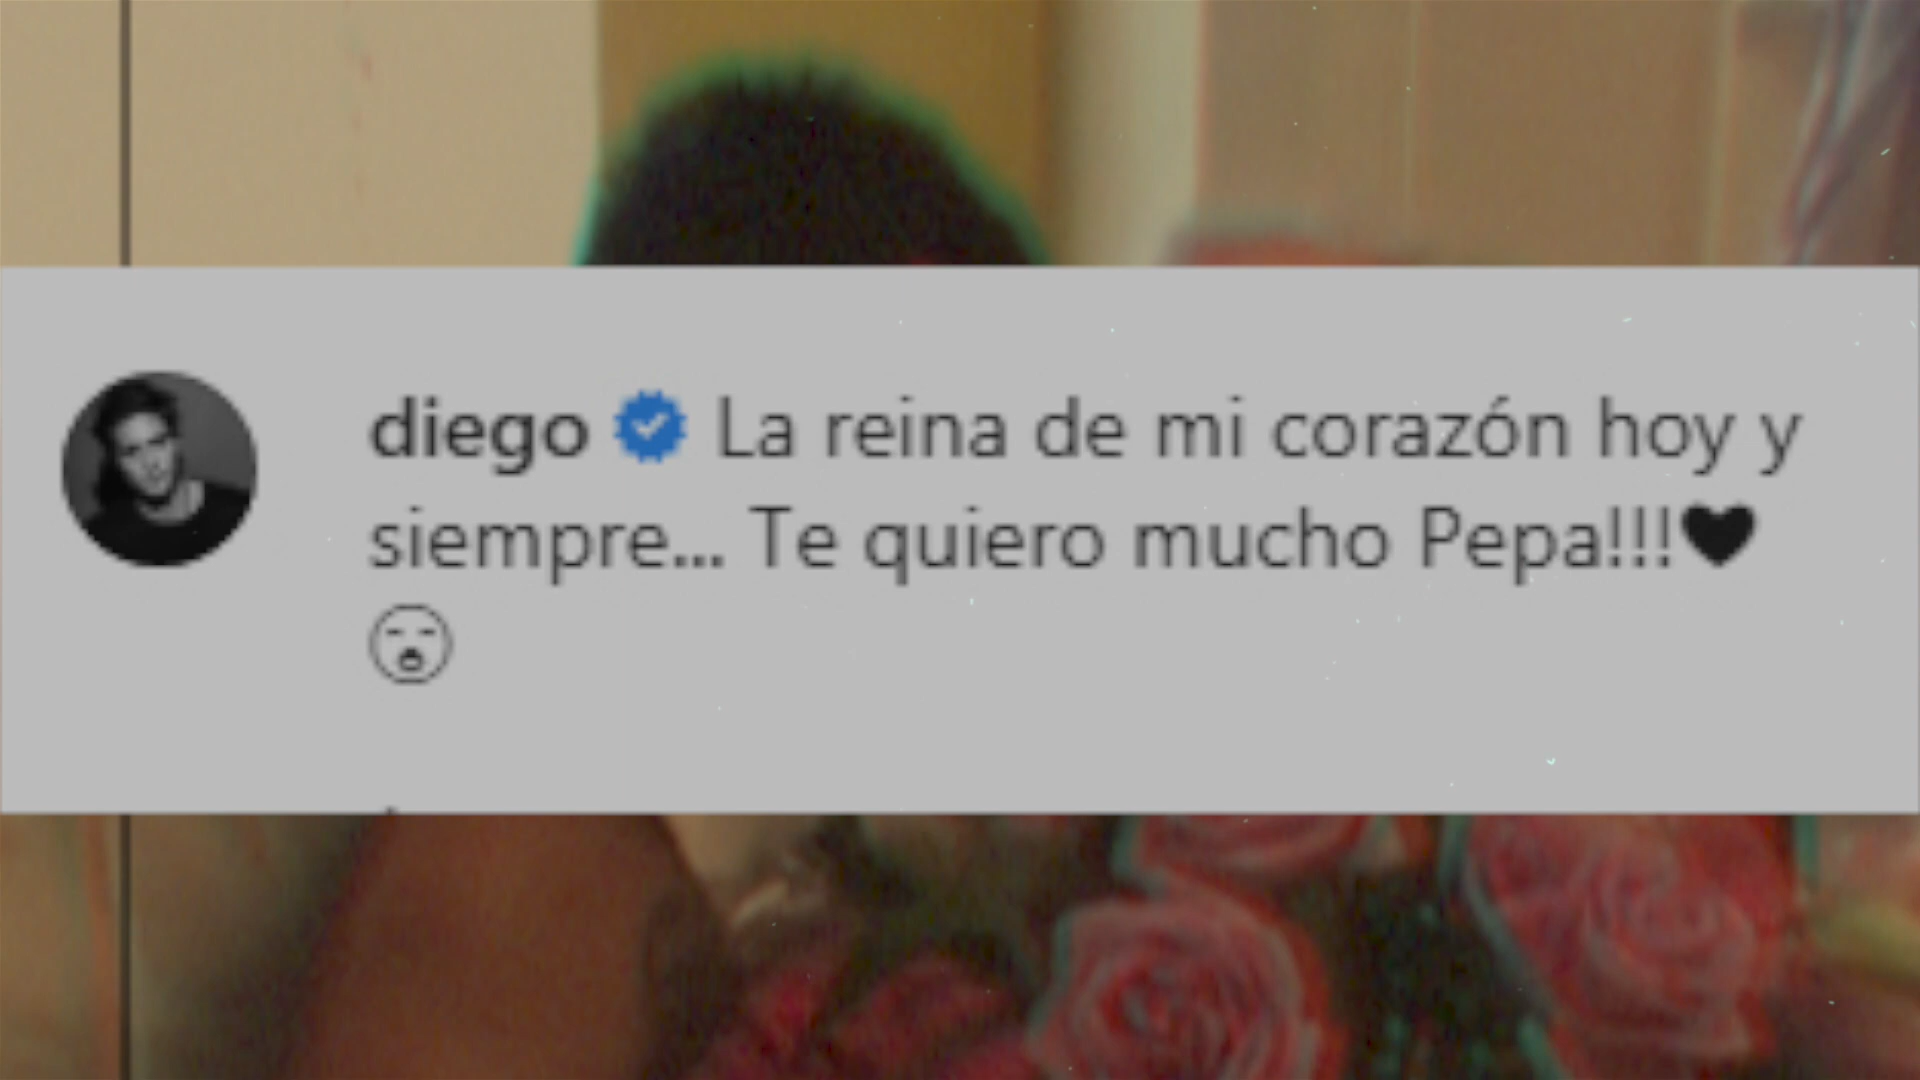 diego La reina de mi corazón hoy y
siempre... Te quiero mucho Pepa!!!🖤
😮